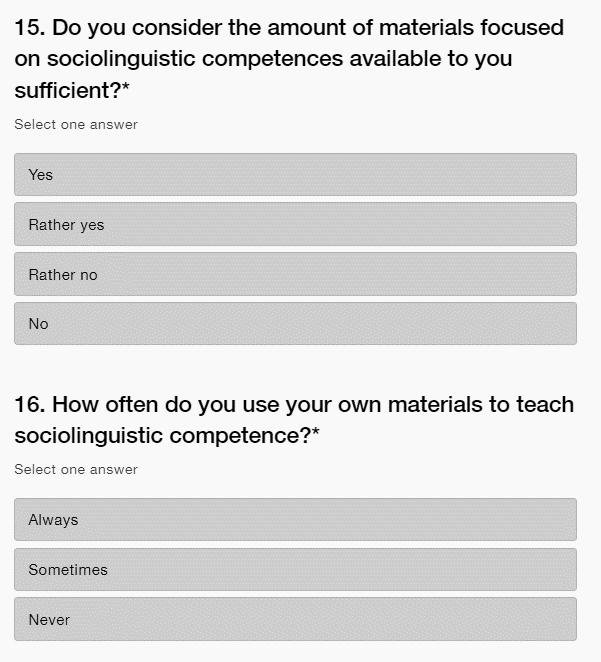 15. Do you consider the amount of materials focused
on sociolinguistic competences available to you
sufficient?*
Select one answer
Yes
Rather yes
Rather no
No
16. How often do you use your own materials to teach
sociolinguistic competence?*
Select one answer
Always
Sometimes
Never